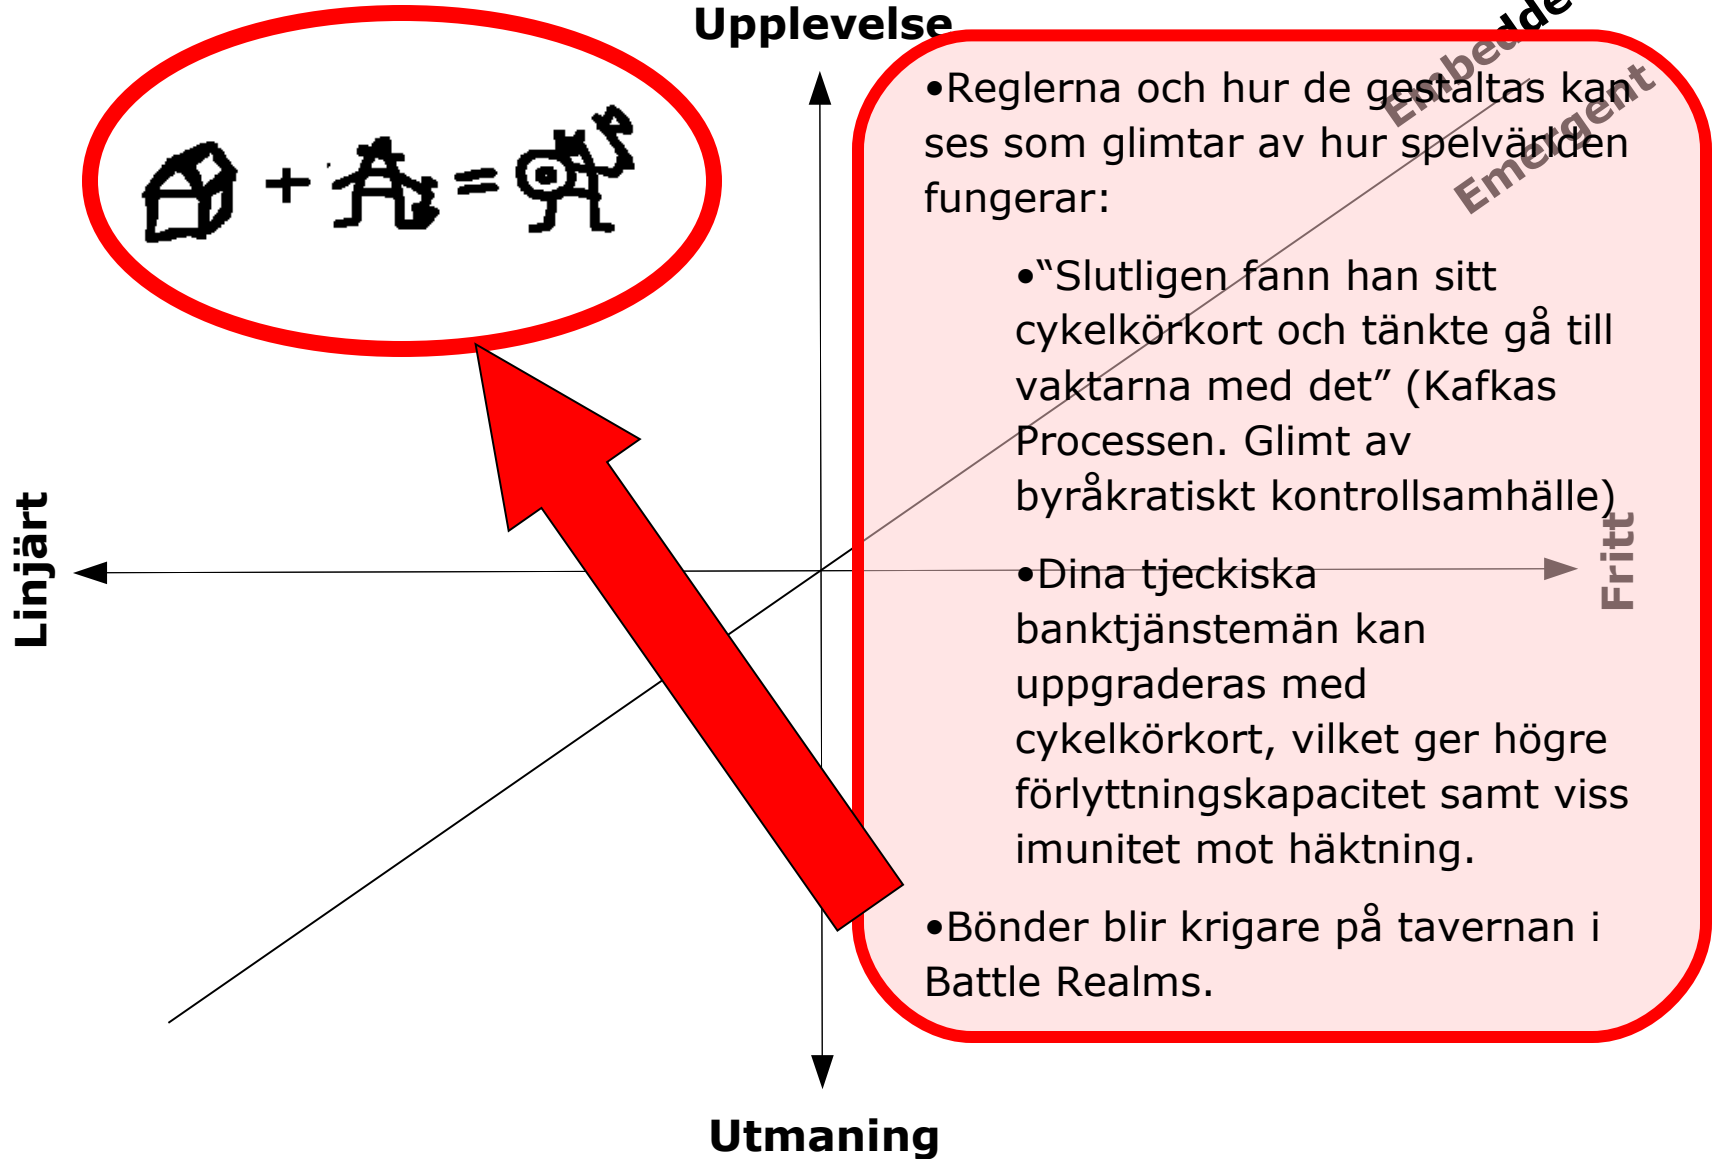 Upplevelse
Embedde
Emergent
•Reglerna och hur de gestaltas kan
ses som glimtar av hur spelvärlden
fungerar:
•“Slutligen fann han sitt
cykelkörkort och tänkte gå till
vaktarna med det” (Kafkas
Processen. Glimt av
byråkratiskt kontrollsamhälle)
•Dina tjeckiska
banktjänstemän kan
uppgraderas med
cykelkörkort, vilket ger högre
förlyttningskapacitet samt viss
imunitet mot häktning.
•Bönder blir krigare på tavernan i
Battle Realms.
+ =
Linjärt
Fritt
Utmaning